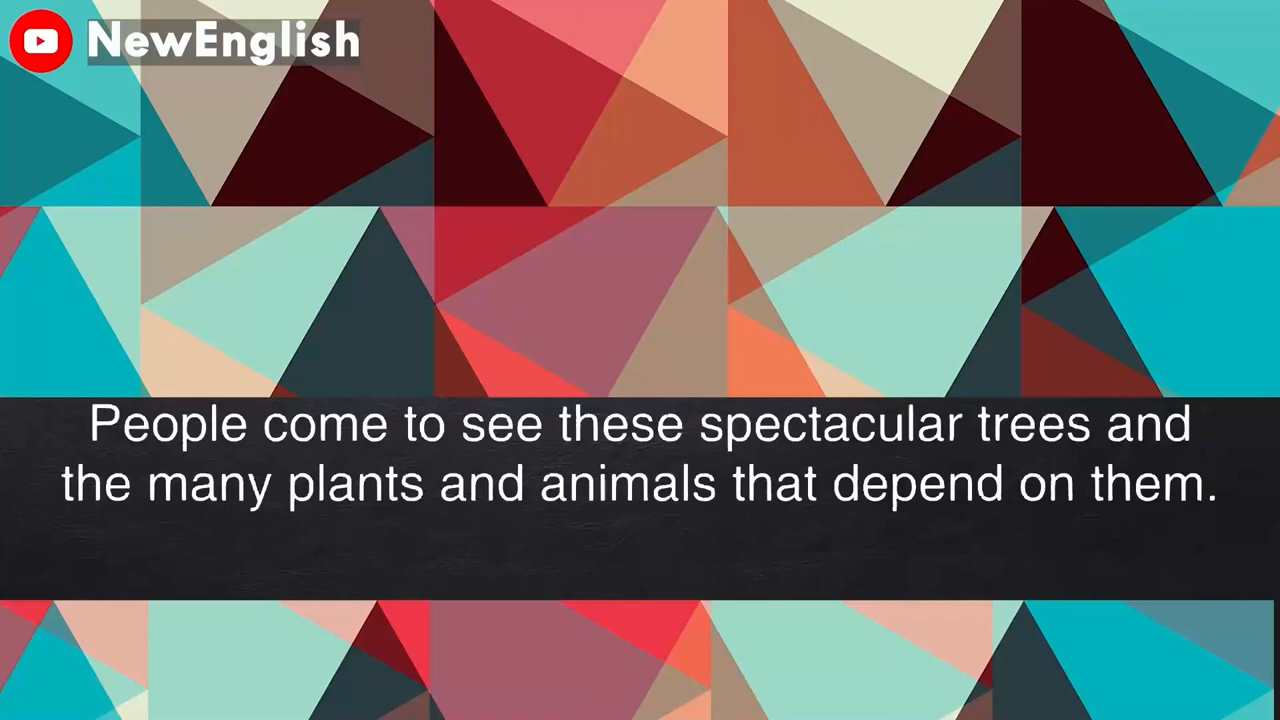 NewEnglish
People come to see these spectacular trees and
the many plants and animals that depend on them.